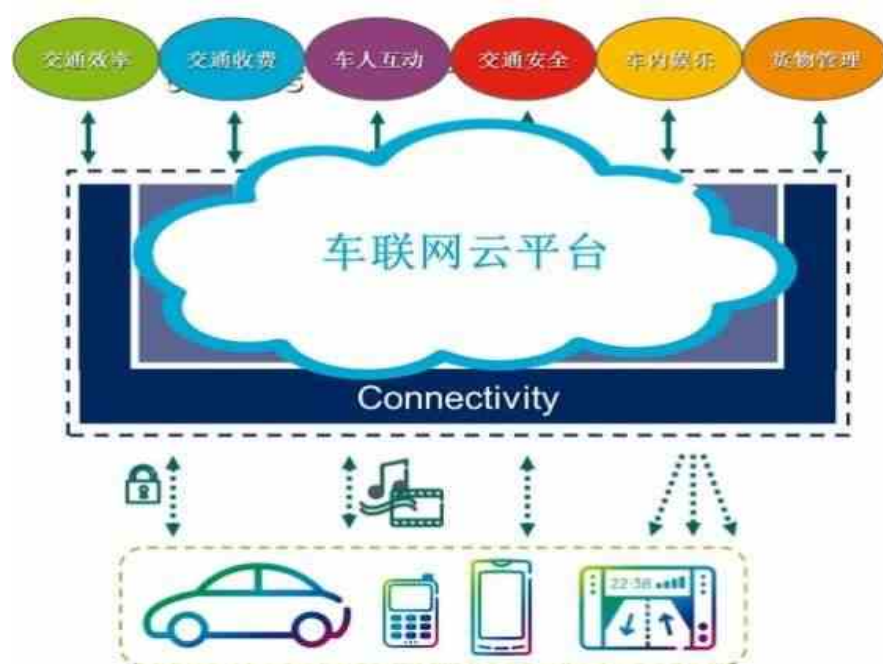 交通效率
交通收费
车人互动
交通安全
车内娱乐
货物管理
车联网云平台
Connectivity
22:38